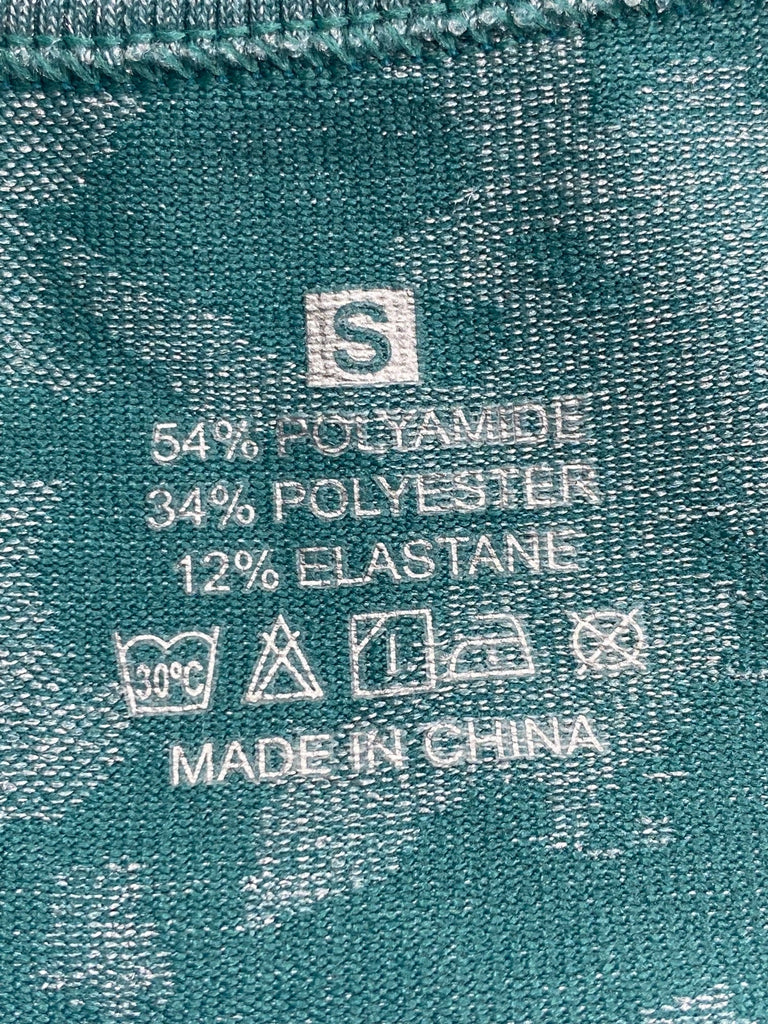 S
54% POLYAMIDE
34% POLYESTER
12% ELASTANE
30°C
MADE IN CHINA